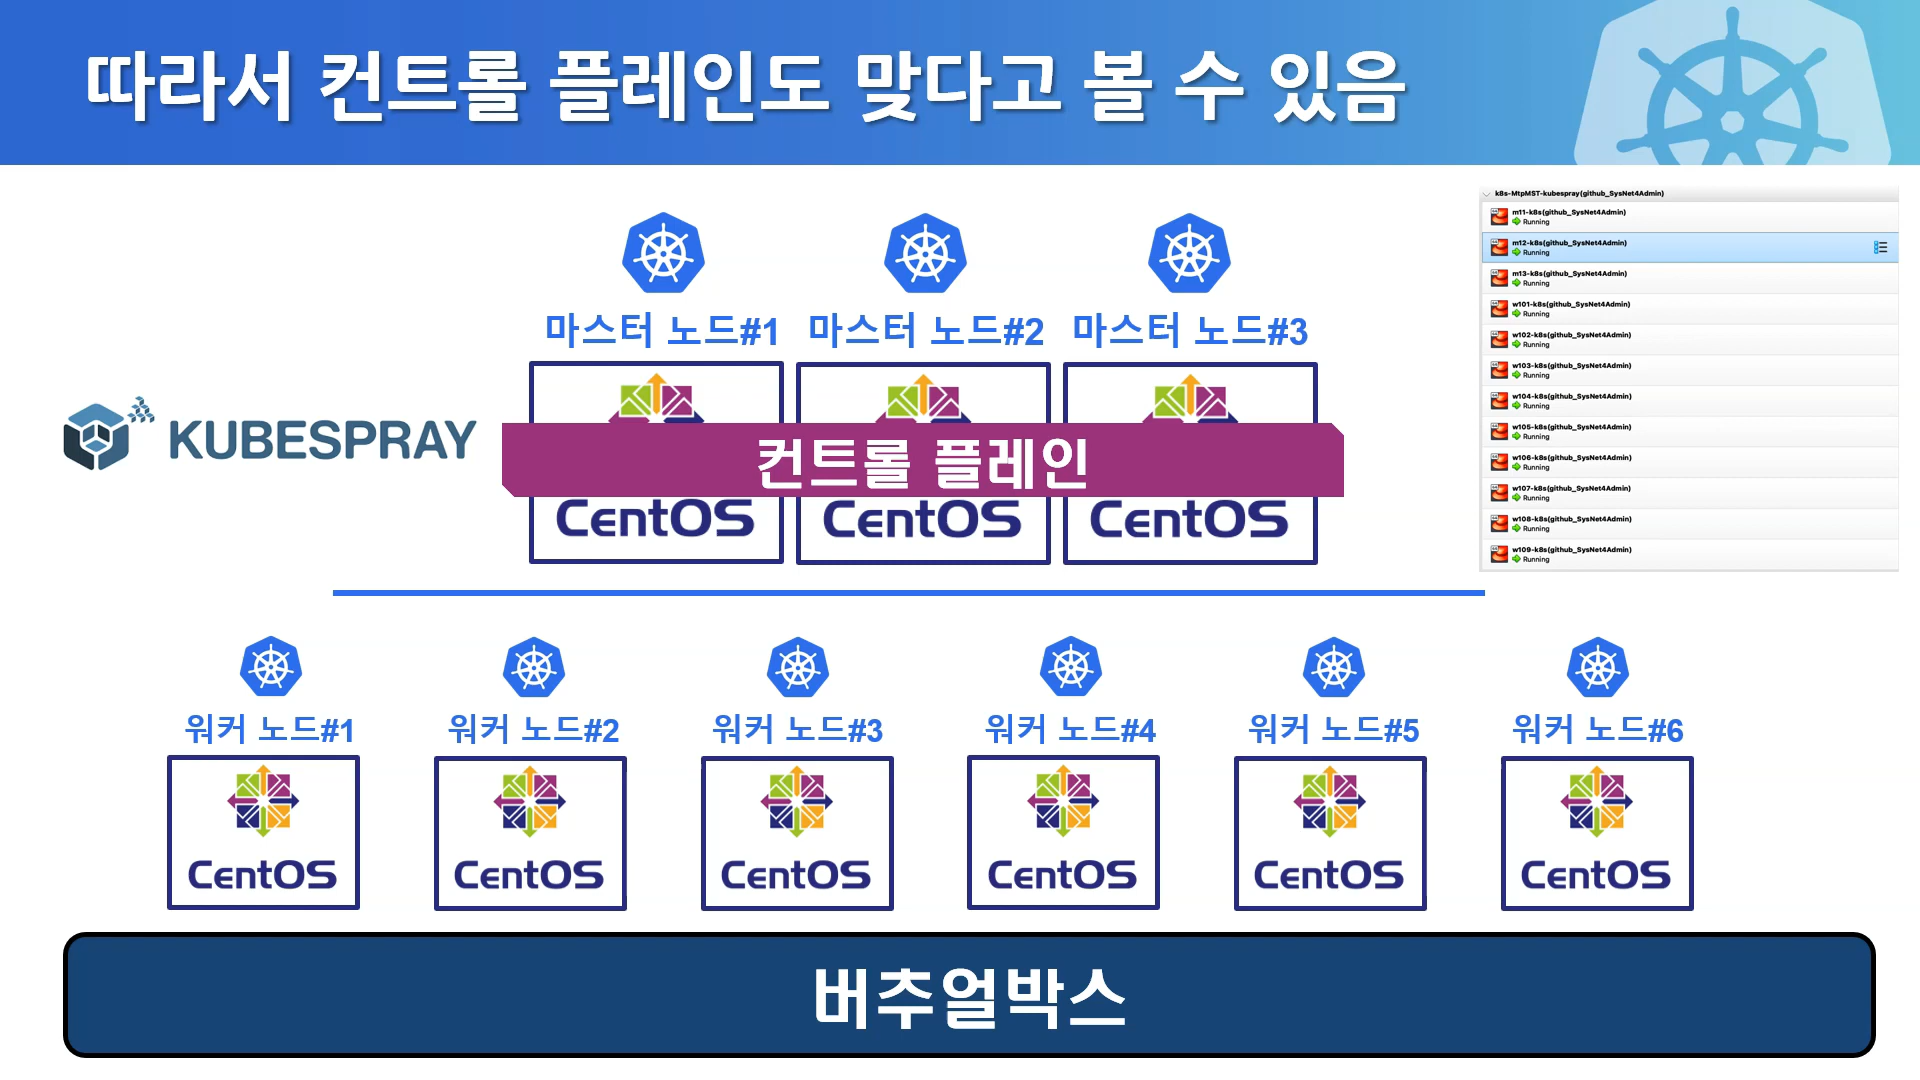 따라서 컨트롤 플레인도 맞다고 볼 수 있음
k8s-MtpMST-kubespray(github_SysNet4Admin)
m11-k8s(github_SysNet4Admin)
Running
m12-k8s(github_SysNet4Admin)
Running
m13-k8s(github_SysNet4Admin)
Running
w101-k8s(github_SysNet4Admin)
Running
w102-k8s(github_SysNet4Admin)
Running
w103-k8s(github_SysNet4Admin)
Running
w104-k8s(github_SysNet4Admin)
Running
w105-k8s(github_SysNet4Admin)
Running
w106-k8s(github_SysNet4Admin)
Running
w107-k8s(github_SysNet4Admin)
Running
w108-k8s(github_SysNet4Admin)
Running
w109-k8s(github_SysNet4Admin)
Running
마스터 노드#1 마스터 노드#2 마스터 노드#3
KUBESPRAY
컨트롤 플레인
CentOS CentOS CentOS
워커 노드#1 워커 노드#2 워커 노드#3 워커 노드#4 워커 노드#5 워커 노드#6
CentOS CentOS CentOS CentOS CentOS CentOS
버추얼박스